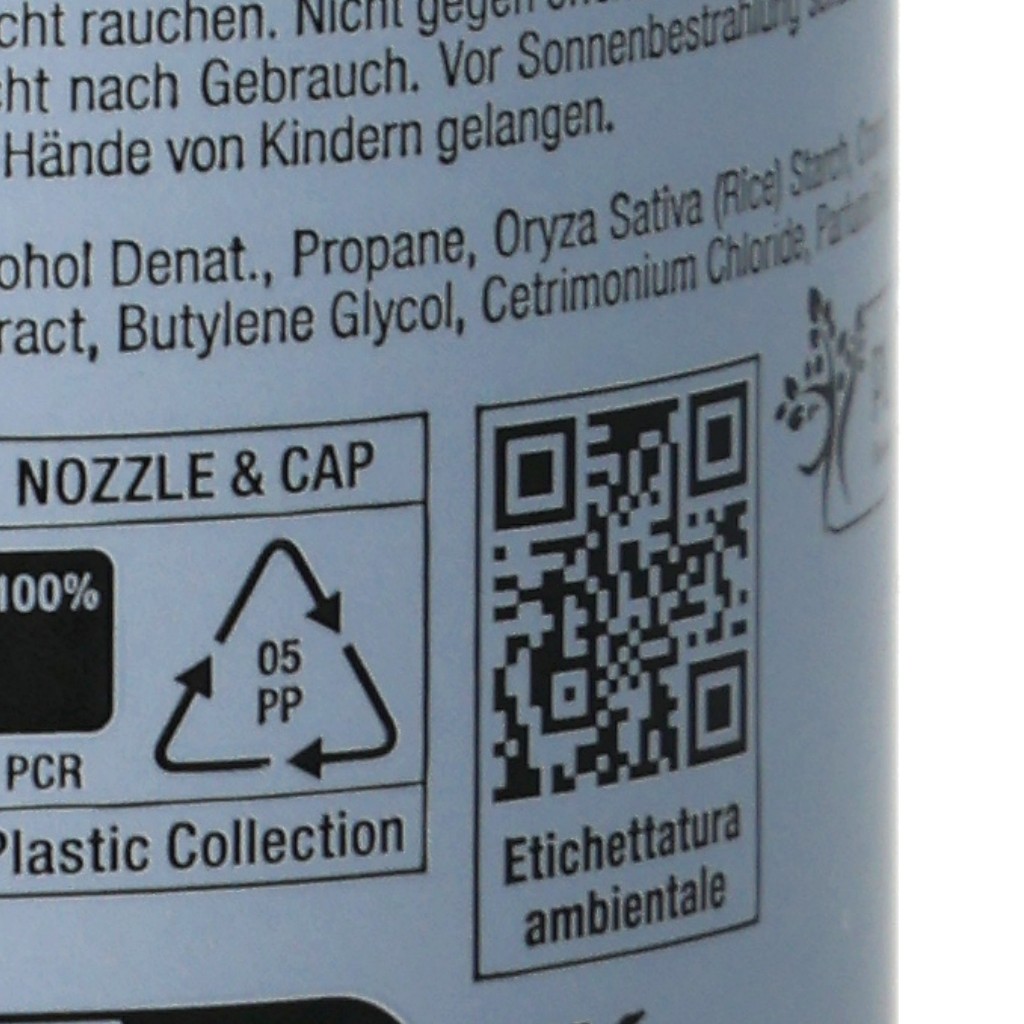 cht rauchen. Nicht gegen
cht nach Gebrauch. Vor Sonnenbestrahlung
Hände von Kindern gelangen.
ohol Denat., Propane, Oryza Sativa (Rice) Starch,
ract, Butylene Glycol, Cetrimonium Chloride,
NOZZLE & CAP
100%
05
PP
PCR
Plastic Collection
Etichettatura
ambientale